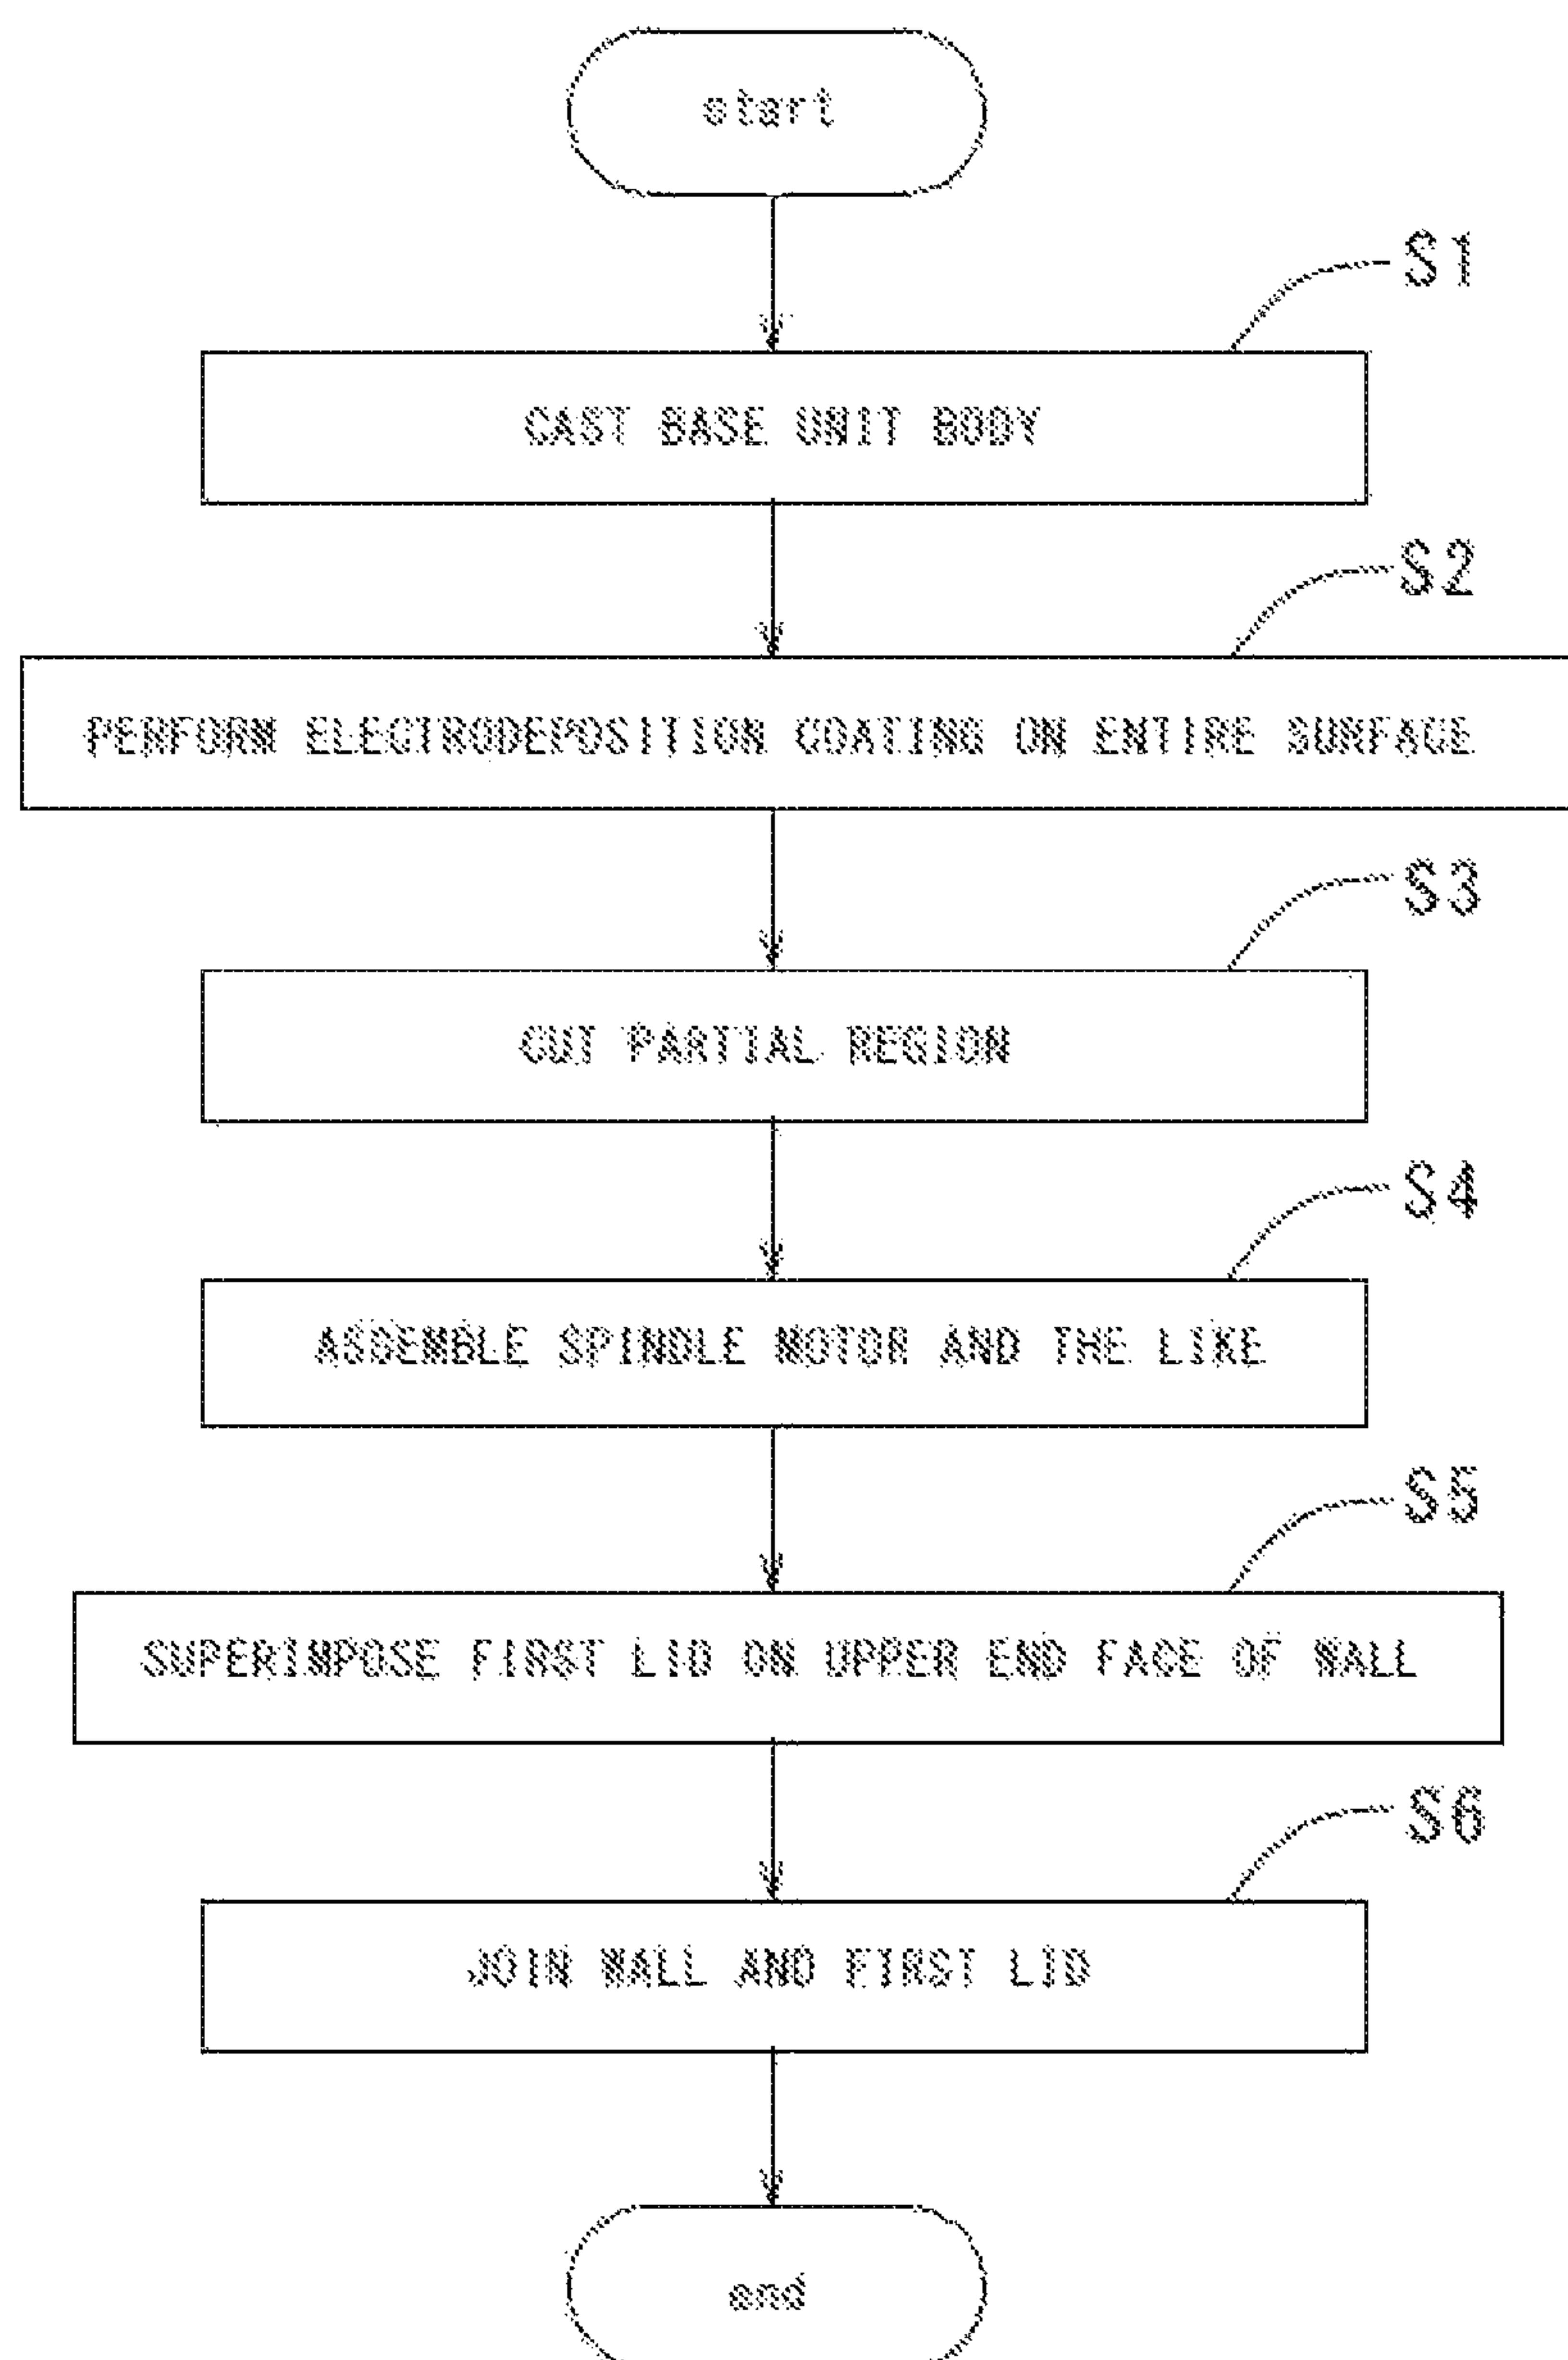 start
S1
CAST BASE UNIT BODY
S2
PERFORM ELECTRODEPOSITION COATING ON ENTIRE SURFACE
S3
CUT PARTIAL REGION
S4
ASSEMBLE SPINDLE MOTOR AND THE LIKE
S5
SUPERIMPOSE FIRST LID ON UPPER END FACE OF WALL
S6
JOIN WALL AND FIRST LID
end